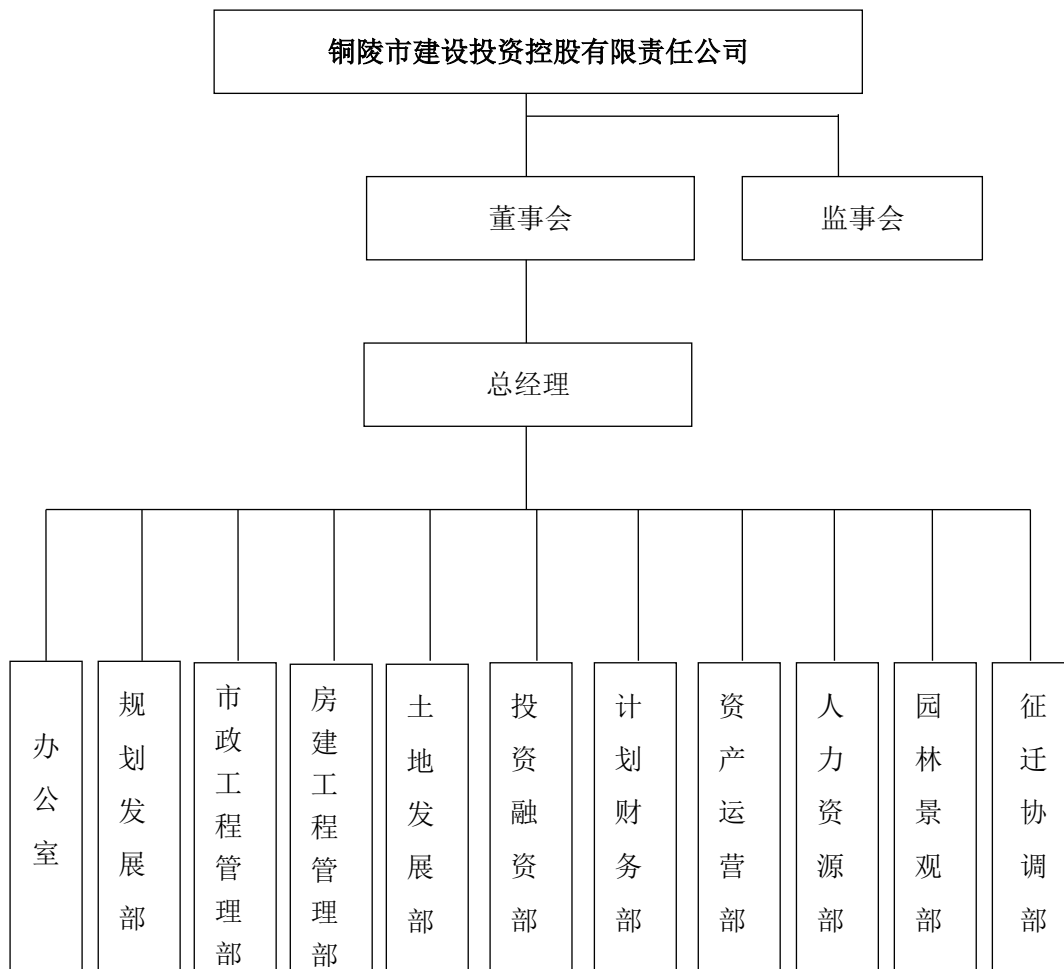 铜陵市建设投资控股有限责任公司
董事会
监事会
总经理
办公室
规划发展部
市政工程管理部
房建工程管理部
土地发展部
投资融资部
计划财务部
资产运营部
人力资源部
园林景观部
征迁协调部